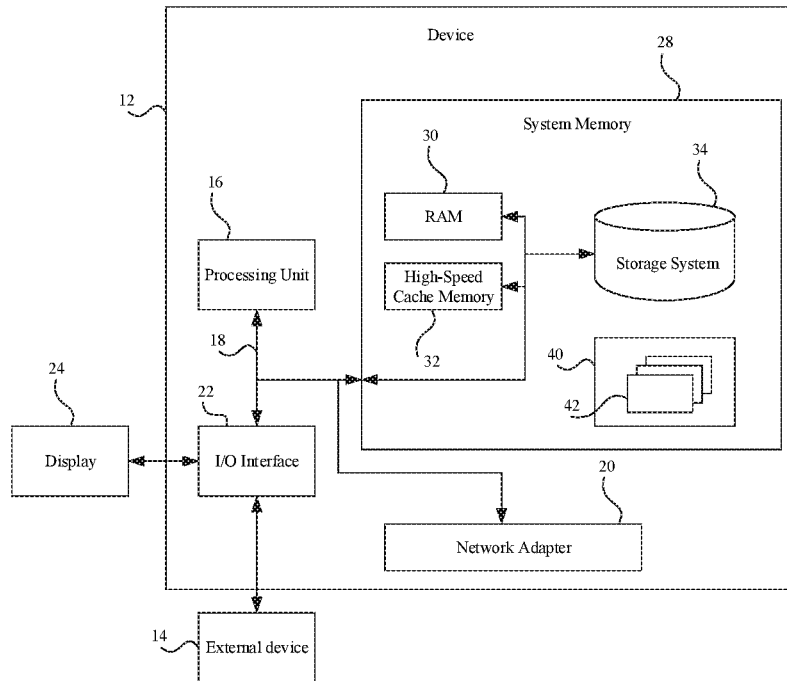 Device
28
12
System Memory
30
34
16
RAM
Processing Unit
High-Speed
Cache Memory
Storage System
18
32
40
24
22
42
Display
I/O Interface
20
Network Adapter
14
External device